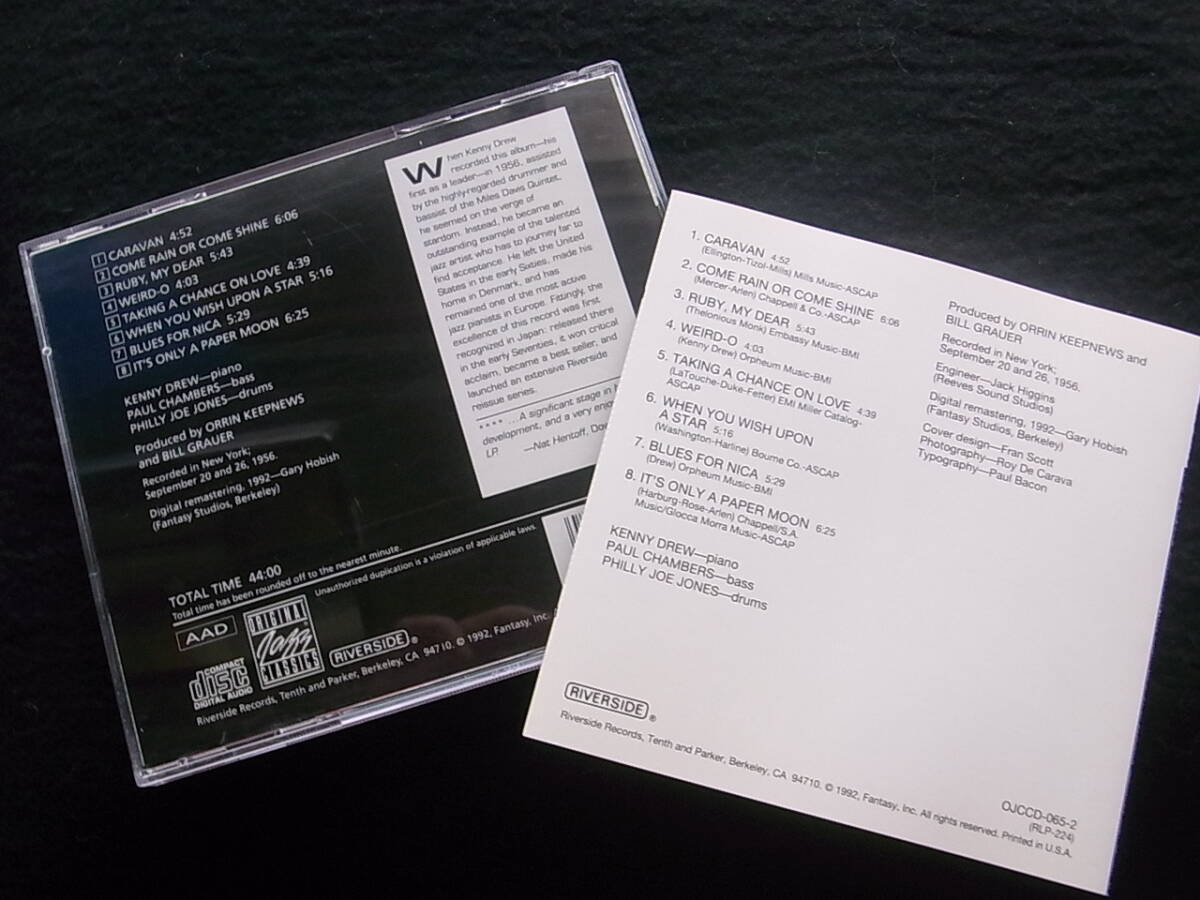 1 CARAVAN 4:52
2 COME RAIN OR COME SHINE 6:06
3 RUBY, MY DEAR 5:43
4 WEIRD-O 4:03
5 TAKING A CHANCE ON LOVE 4:39
6 WHEN YOU WISH UPON A STAR 5:16
7 BLUES FOR NICA 5:29
8 IT'S ONLY A PAPER MOON 6:25
KENNY DREW—piano
PAUL CHAMBERS—bass
PHILLY JOE JONES—drums
Produced by ORRIN KEEPNEWS
and BILL GRAUER
Recorded in New York;
September 20 and 26, 1956.
Digital remastering, 1992—Gary Hobish
(Fantasy Studios, Berkeley)
TOTAL TIME 44:00
Total time has been rounded off to the nearest minute.
Unauthorized duplication is a violation of applicable laws.
AAD
ORIGINAL
Jazz
CLASSICS
RIVERSIDE®
COMPACT
disc
DIGITAL AUDIO
Riverside Records, Tenth and Parker, Berkeley, CA 94710. © 1992, Fantasy, Inc.
When Kenny Drew
recorded this album—his
first as a leader—in 1956, assisted
by the highly-regarded drummer and
bassist of the Miles Davis Quintet,
he seemed on the verge of
stardom. Instead, he became an
outstanding example of the talented
jazz artist who has to journey far to
find acceptance. He left the United
States in the early Sixties, made his
home in Denmark, and has
remained one of the most active
jazz pianists in Europe. Fittingly, the
excellence of this record was first
recognized in Japan; released there
in the early Seventies, it won critical
acclaim, became a best seller, and
launched an extensive Riverside
reissue series.
* * * * ...A significant stage in
development, and a very
LP.
—Nat Hentoff,
1. CARAVAN 4:52
(Ellington-Tizol-Mills) Mills Music-ASCAP
2. COME RAIN OR COME SHINE 6:06
(Mercer-Arlen) Chappell & Co.-ASCAP
3. RUBY, MY DEAR 5:43
(Thelonious Monk) Embassy Music-BMI
4. WEIRD-O 4:03
(Kenny Drew) Orpheum Music-BMI
5. TAKING A CHANCE ON LOVE 4:39
(LaTouche-Duke-Fetter) EMI Miller Catalog-
ASCAP
6. WHEN YOU WISH UPON
A STAR 5:16
(Washington-Harline) Bourne Co.-ASCAP
7. BLUES FOR NICA 5:29
(Drew) Orpheum Music-BMI
8. IT'S ONLY A PAPER MOON 6:25
(Harburg-Rose-Arlen) Chappell/S.A.
Music/Glocca Morra Music-ASCAP
KENNY DREW—piano
PAUL CHAMBERS—bass
PHILLY JOE JONES—drums
Produced by ORRIN KEEPNEWS and
BILL GRAUER
Recorded in New York;
September 20 and 26, 1956.
Engineer—Jack Higgins
(Reeves Sound Studios)
Digital remastering, 1992—Gary Hobish
(Fantasy Studios, Berkeley)
Cover design—Fran Scott
Photography—Roy De Carava
Typography—Paul Bacon
RIVERSIDE®
Riverside Records, Tenth and Parker, Berkeley, CA 94710. © 1992, Fantasy, Inc. All rights reserved. Printed in U.S.A.
OJCCD-065-2
(RLP-224)